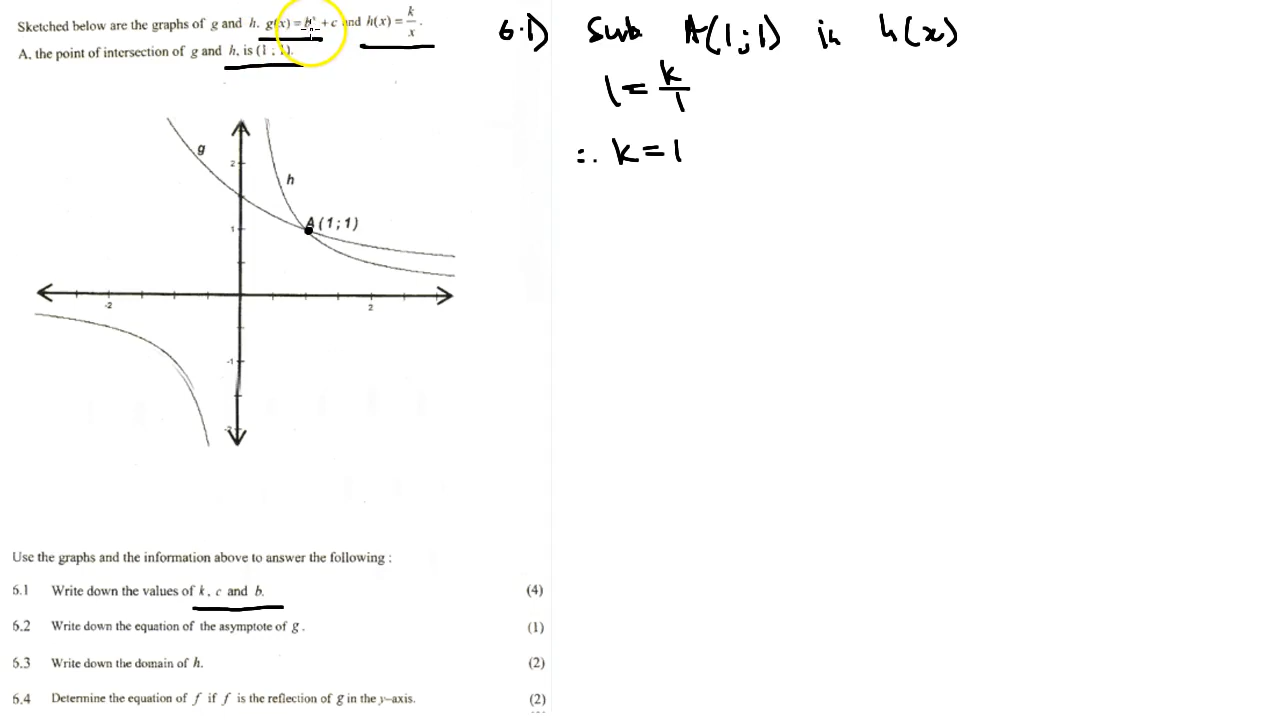 Sketched below are the graphs of g and h. g(x) = b^x + c and h(x) = k/x .
A, the point of intersection of g and h, is (1 ; 1).
6.1) Sub A(1;1) in h(x)
1 = k/1
∴ k = 1
g
h
A(1;1)
2
1
-2
2
-1
-2
Use the graphs and the information above to answer the following :
6.1 Write down the values of k, c and b. (4)
6.2 Write down the equation of the asymptote of g. (1)
6.3 Write down the domain of h. (2)
6.4 Determine the equation of f if f is the reflection of g in the y-axis. (2)